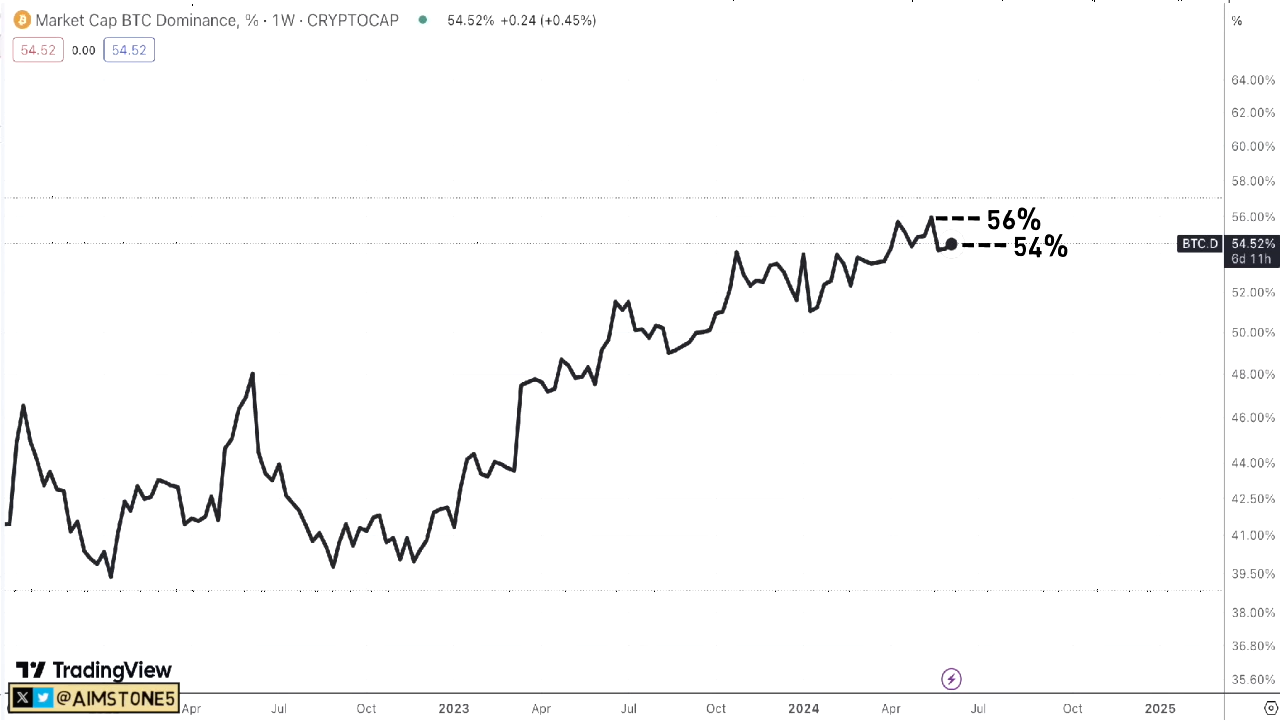 Market Cap BTC Dominance, % · 1W · CRYPTOCAP 54.52% +0.24 (+0.45%)
54.52 0.00 54.52
%
64.00%
62.00%
60.00%
58.00%
56.00%
56%
54%
BTC.D 54.52%
6d 11h
52.00%
50.00%
48.00%
46.00%
44.00%
42.50%
41.00%
39.50%
38.00%
36.80%
35.60%
TradingView
@AIMSTONE5
Apr Jul Oct 2023 Apr Jul Oct 2024 Apr Jul Oct 2025